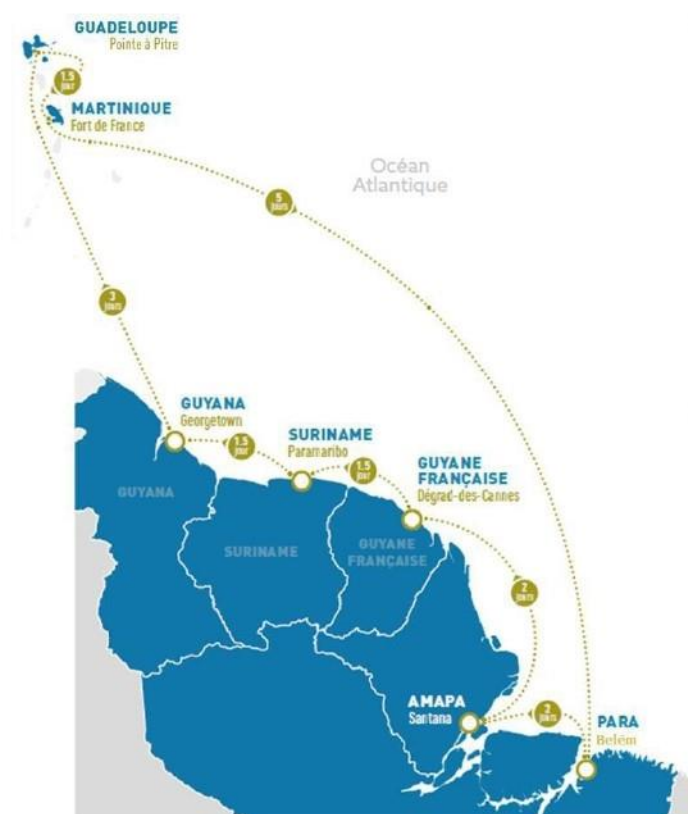 GUADELOUPE
Pointe à Pitre
1.5
jour
MARTINIQUE
Fort de France
Océan
Atlantique
5
jours
3
jours
GUYANA
Georgetown
1.5
jour
SURINAME
Paramaribo
1.5
jour
GUYANE
FRANÇAISE
Dégrad-des-Cannes
GUYANA
SURINAME
GUYANE
FRANÇAISE
2
jours
AMAPA
Santana
2
jours
PARA
Belém